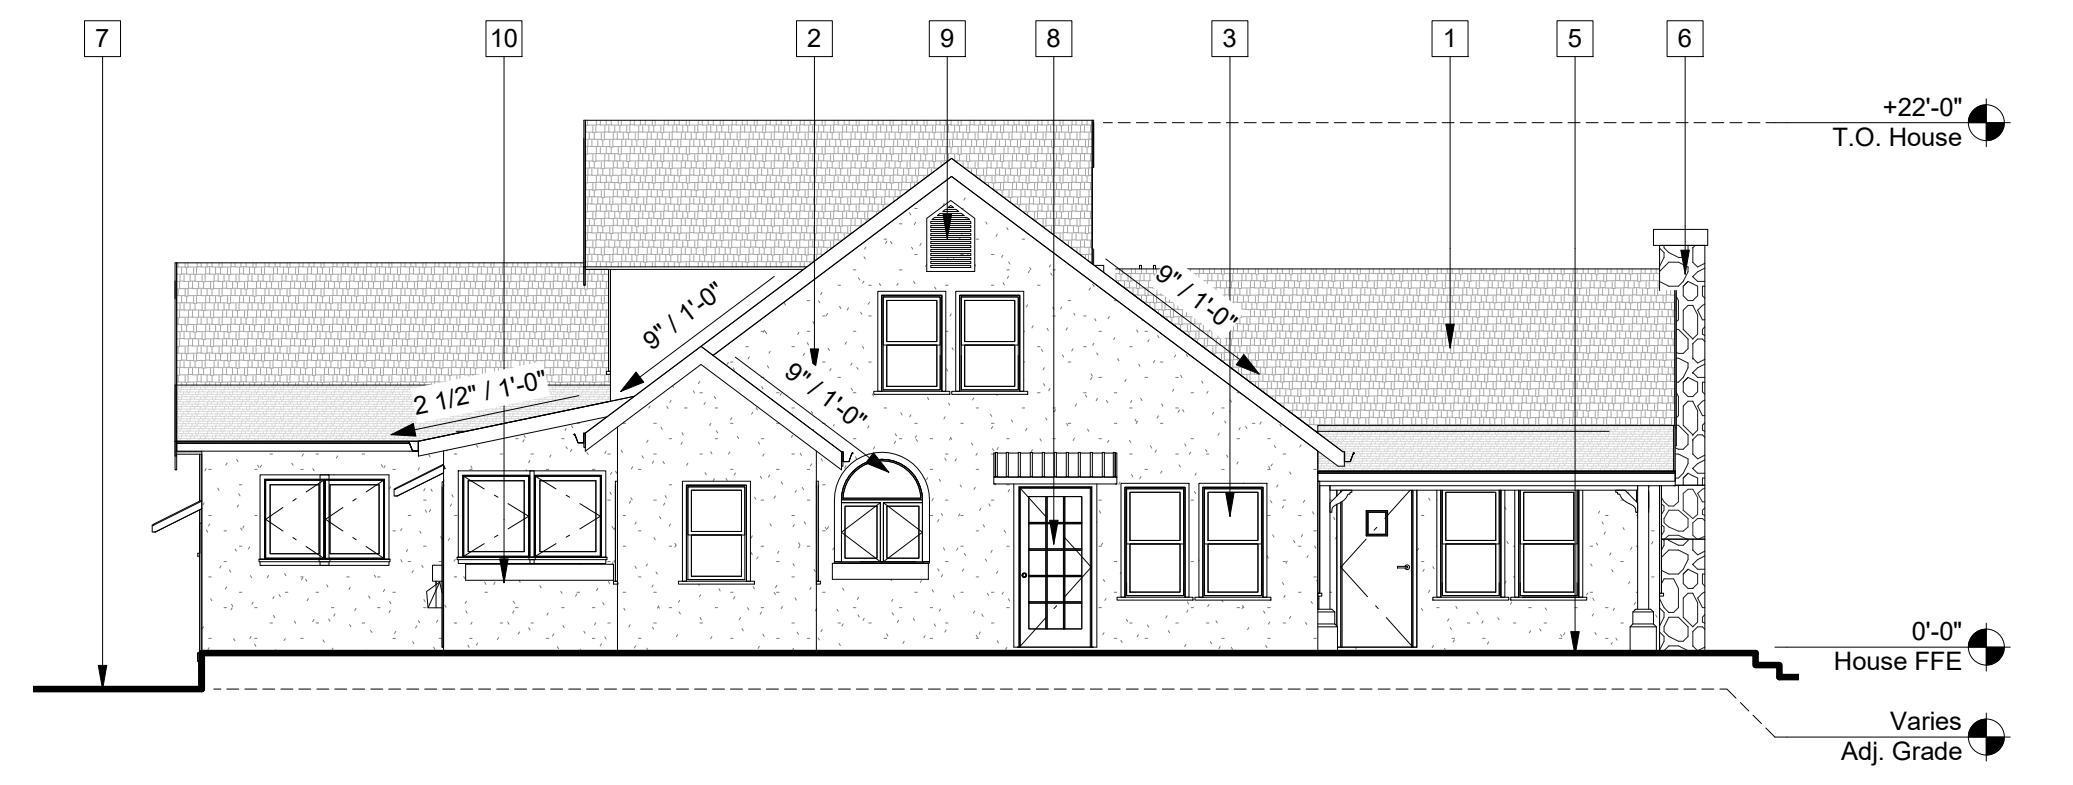 7
10
2
9
8
3
1
5
6
+22'-0"
T.O. House
9" / 1'-0"
9" / 1'-0"
9" / 1'-0"
2 1/2" / 1'-0"
0'-0"
House FFE
Varies
Adj. Grade